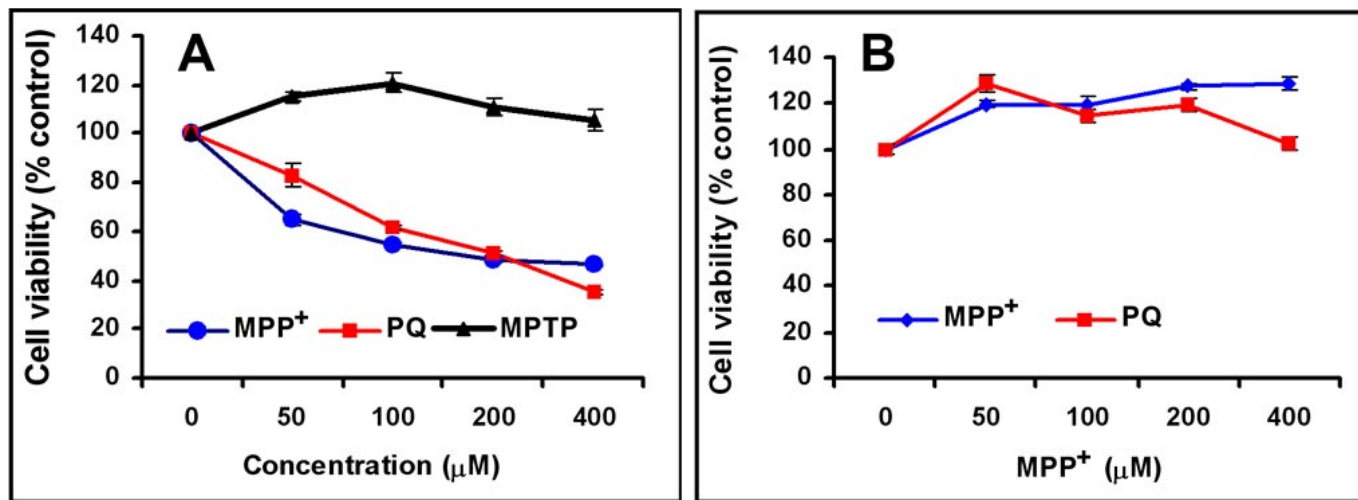 A
Cell viability (% control)
140
120
100
80
60
40
20
0
MPP+ PQ MPTP
0 50 100 200 400
Concentration (μM)
B
Cell viability (% control)
140
120
100
80
60
40
20
0
MPP+ PQ
0 50 100 200 400
MPP+ (μM)